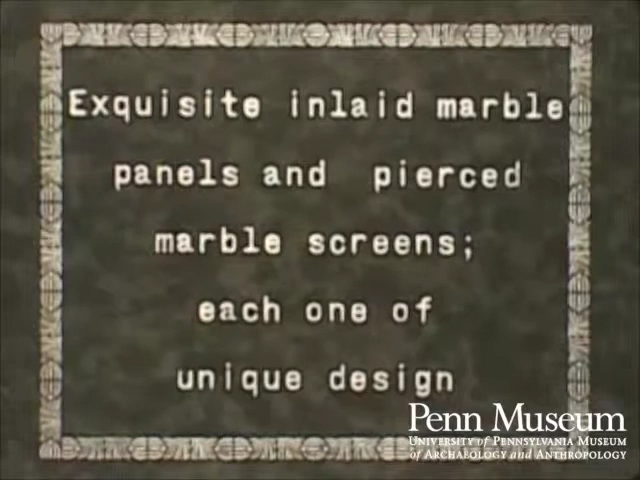 Exquisite inlaid marble
panels and pierced
marble screens;
each one of
unique design
Penn Museum
UNIVERSITY of PENNSYLVANIA MUSEUM
of ARCHAEOLOGY and ANTHROPOLOGY